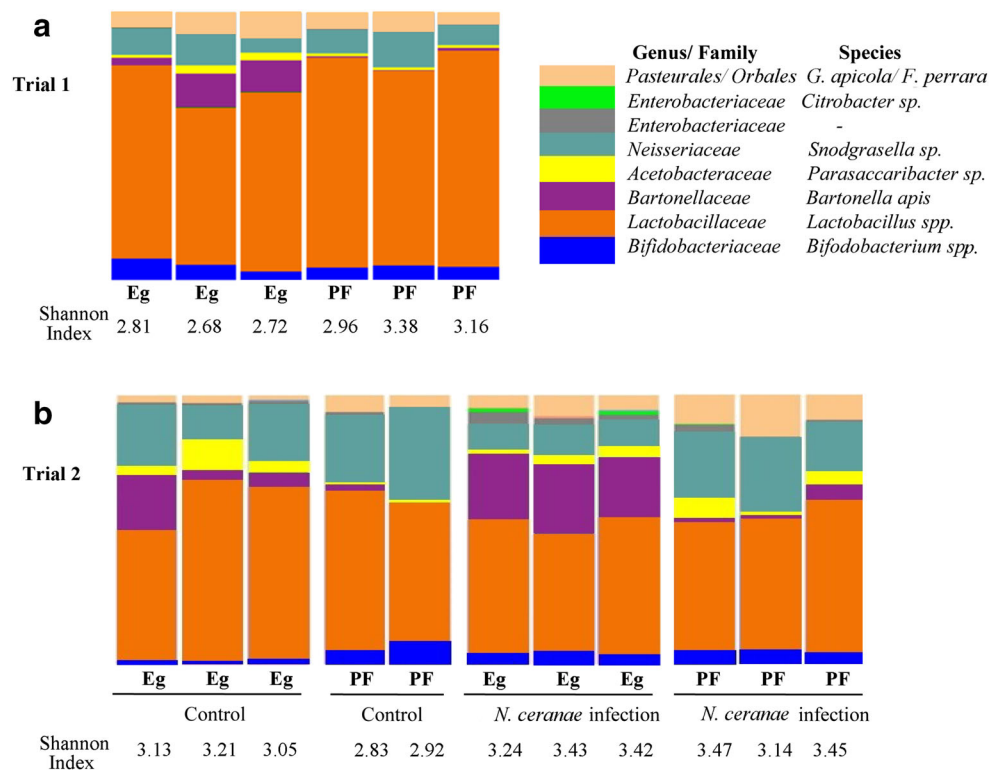 a
Trial 1
Genus/ Family Species
Pasteurales/ Orbales G. apicola/ F. perrara
Enterobacteriaceae Citrobacter sp.
Enterobacteriaceae -
Neisseriaceae Snodgrasella sp.
Acetobacteraceae Parasaccaribacter sp.
Bartonellaceae Bartonella apis
Lactobacillaceae Lactobacillus spp.
Bifidobacteriaceae Bifodobacterium spp.
Eg Eg Eg PF PF PF
Shannon
Index 2.81 2.68 2.72 2.96 3.38 3.16
b
Trial 2
Eg Eg Eg PF PF Eg Eg Eg PF PF PF
Control Control N. ceranae infection N. ceranae infection
Shannon
Index 3.13 3.21 3.05 2.83 2.92 3.24 3.43 3.42 3.47 3.14 3.45